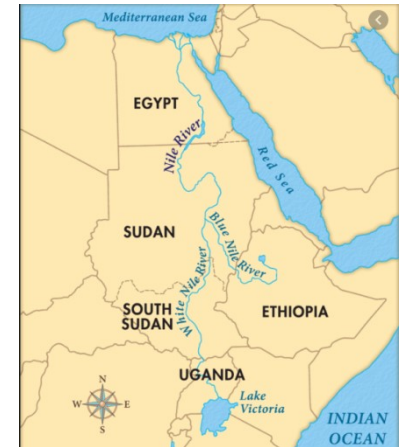 Mediterranean Sea
EGYPT
Nile River
Red Sea
SUDAN
Blue Nile River
White Nile River
SOUTH
SUDAN
ETHIOPIA
UGANDA
N
W
E
S
Lake
Victoria
INDIAN
OCEAN